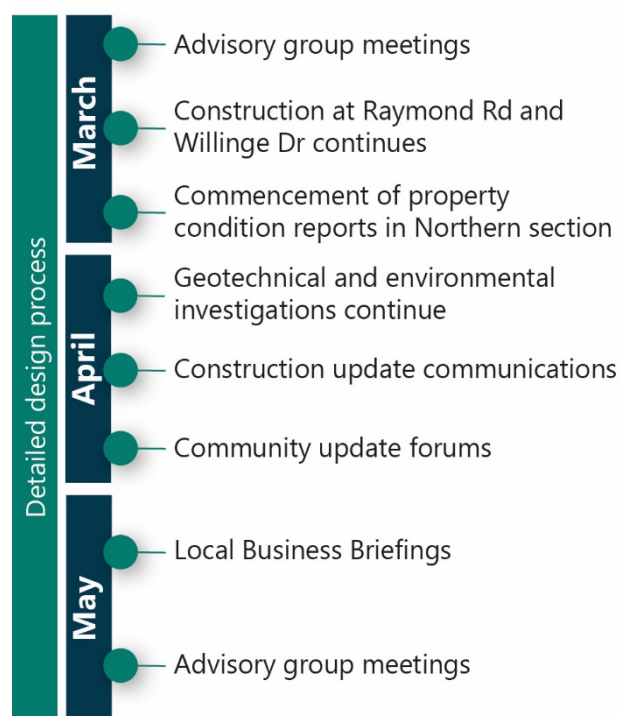 Detailed design process
March
Advisory group meetings
Construction at Raymond Rd and
Willinge Dr continues
Commencement of property
condition reports in Northern section
April
Geotechnical and environmental
investigations continue
Construction update communications
Community update forums
May
Local Business Briefings
Advisory group meetings